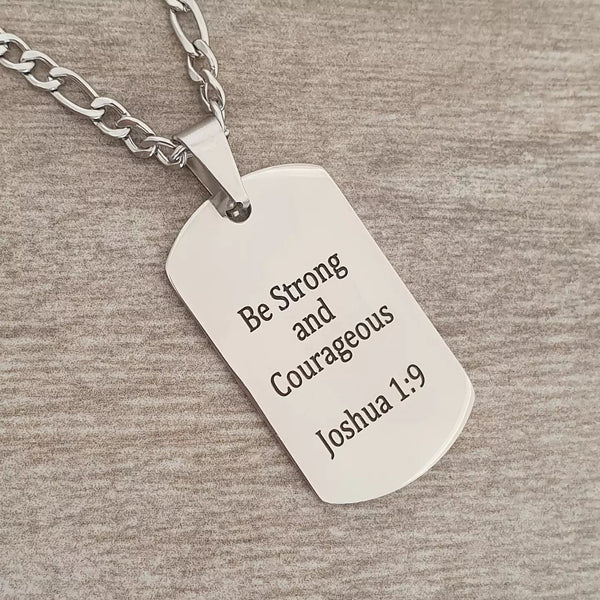 Be Strong
and
Courageous
Joshua 1:9